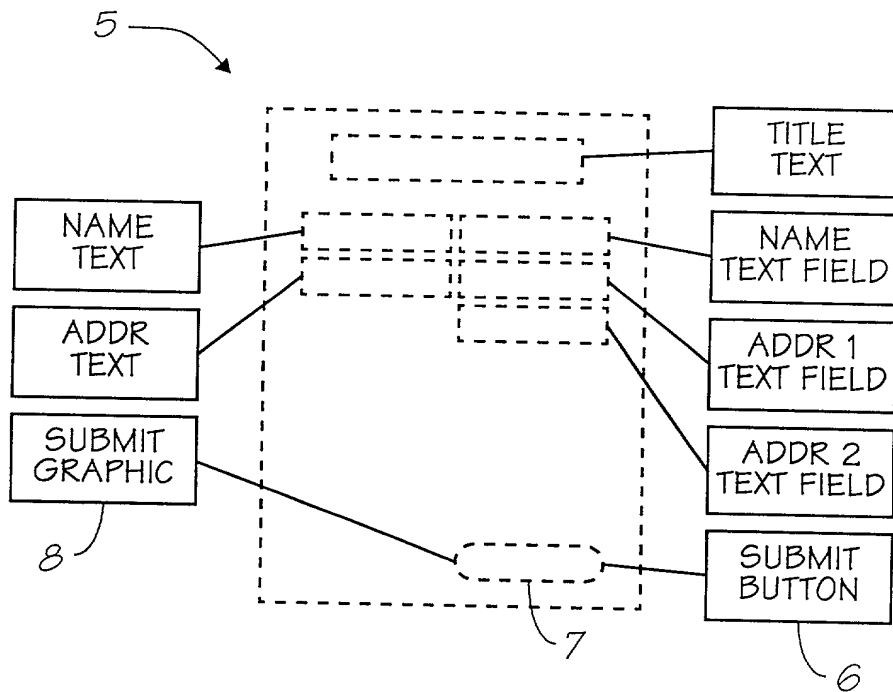 5
TITLE
TEXT
NAME
TEXT
NAME
TEXT FIELD
ADDR
TEXT
ADDR 1
TEXT FIELD
SUBMIT
GRAPHIC
ADDR 2
TEXT FIELD
8
SUBMIT
BUTTON
7
6